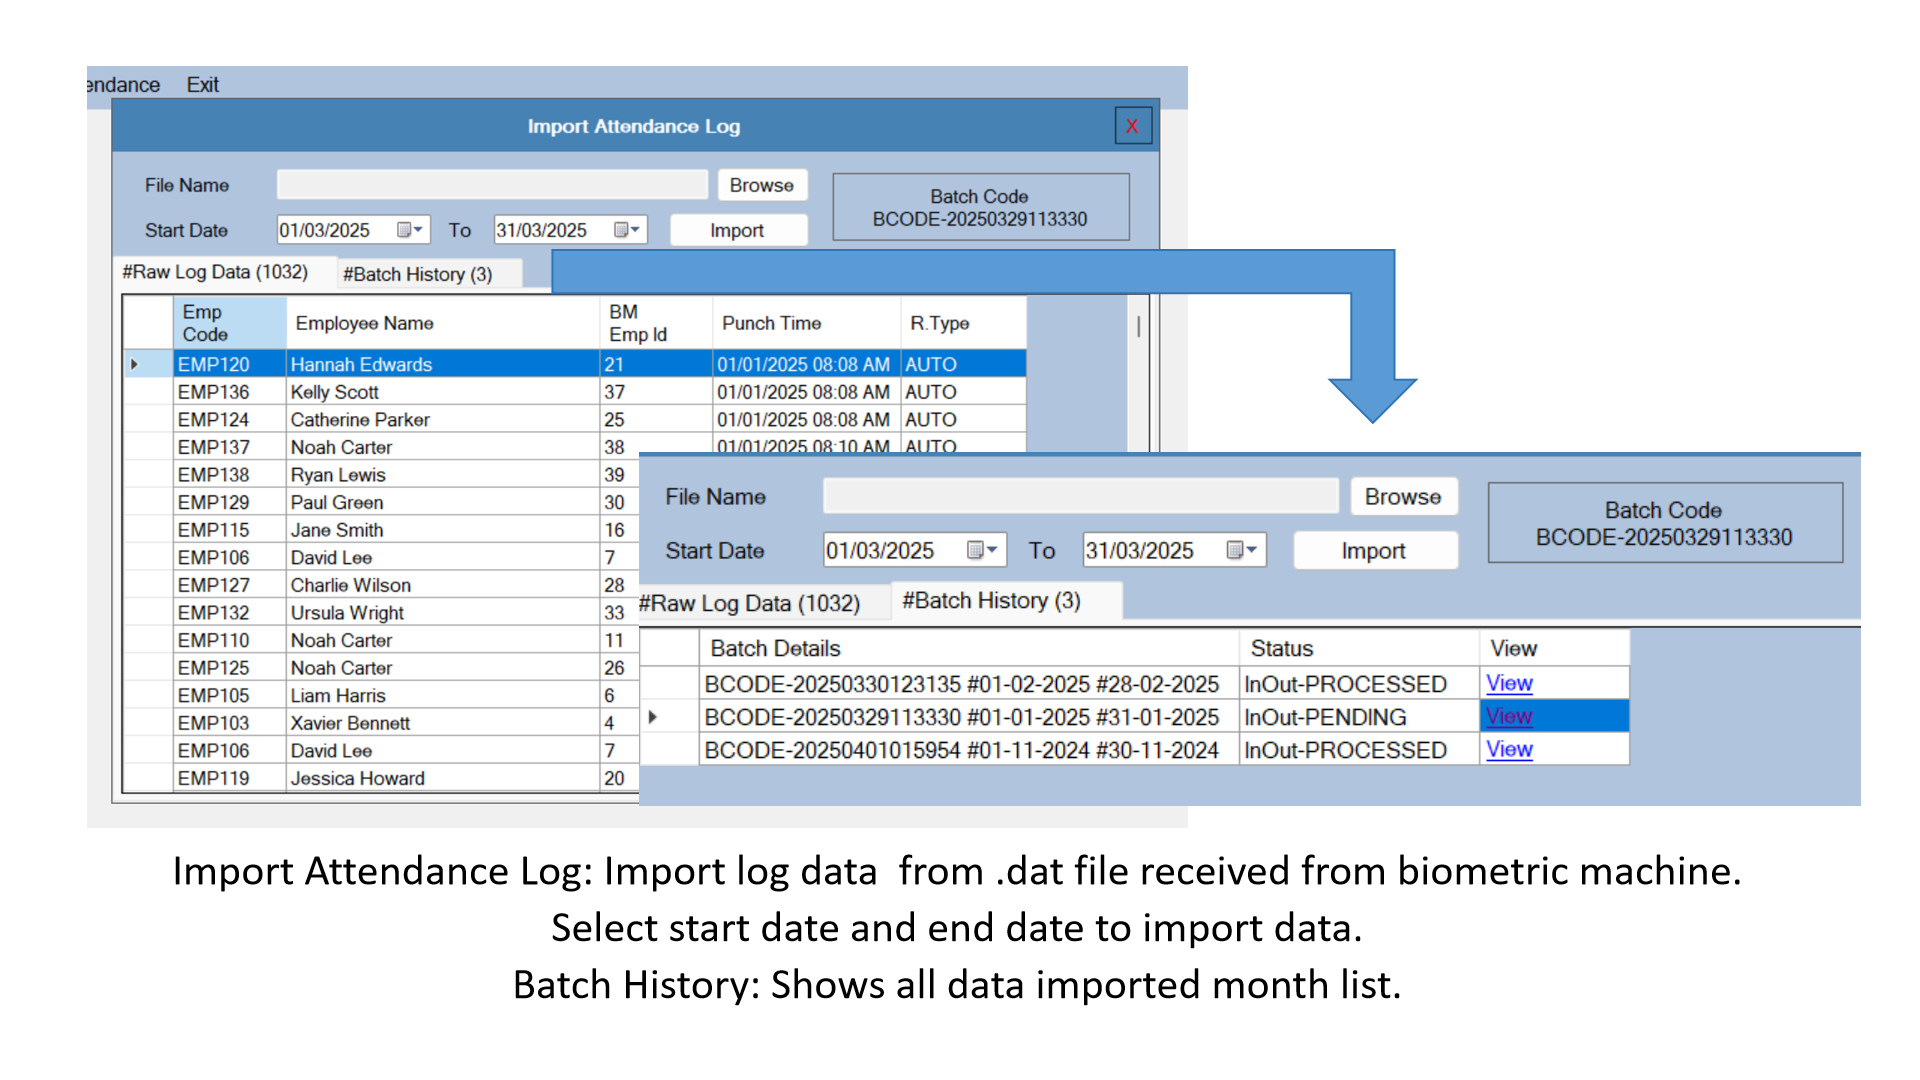 endance Exit
Import Attendance Log X
File Name Browse
Batch Code
BCODE-20250329113330
Start Date 01/03/2025 To 31/03/2025 Import
#Raw Log Data (1032) #Batch History (3)
Emp Code Employee Name BM Emp Id Punch Time R.Type
EMP120 Hannah Edwards 21 01/01/2025 08:08 AM AUTO
EMP136 Kelly Scott 37 01/01/2025 08:08 AM AUTO
EMP124 Catherine Parker 25 01/01/2025 08:08 AM AUTO
EMP137 Noah Carter 38 01/01/2025 08:10 AM AUTO
EMP138 Ryan Lewis 39
EMP129 Paul Green 30
EMP115 Jane Smith 16
EMP106 David Lee 7
EMP127 Charlie Wilson 28
EMP132 Ursula Wright 33
EMP110 Noah Carter 11
EMP125 Noah Carter 26
EMP105 Liam Harris 6
EMP103 Xavier Bennett 4
EMP106 David Lee 7
EMP119 Jessica Howard 20
File Name Browse
Batch Code
BCODE-20250329113330
Start Date 01/03/2025 To 31/03/2025 Import
#Raw Log Data (1032) #Batch History (3)
Batch Details Status View
BCODE-20250330123135 #01-02-2025 #28-02-2025 InOut-PROCESSED View
BCODE-20250329113330 #01-01-2025 #31-01-2025 InOut-PENDING View
BCODE-20250401015954 #01-11-2024 #30-11-2024 InOut-PROCESSED View
Import Attendance Log: Import log data  from .dat file received from biometric machine.
Select start date and end date to import data.
Batch History: Shows all data imported month list.